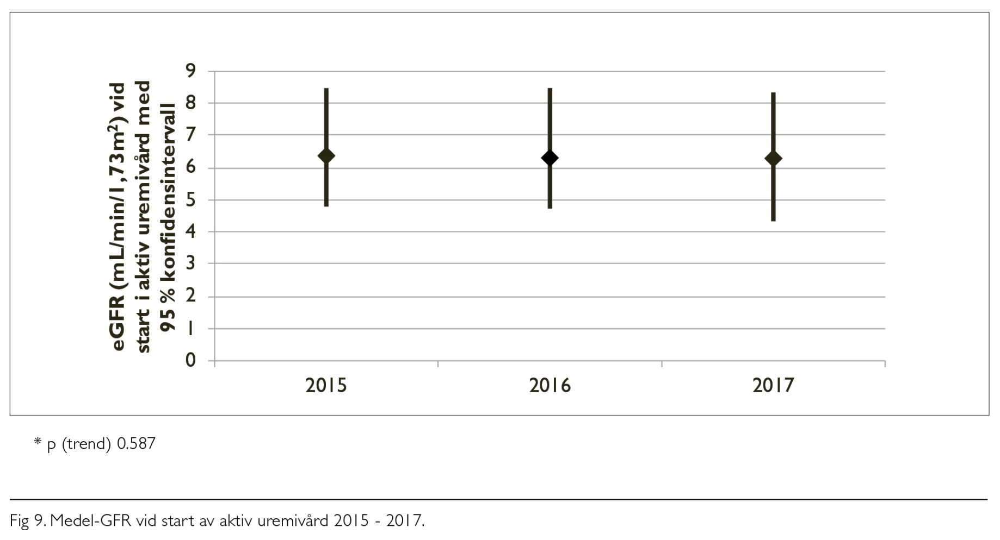 eGFR (mL/min/1,73m²) vid
start i aktiv uremivård med
95 % konfidensintervall
9
8
7
6
5
4
3
2
1
0
2015 2016 2017
* p (trend) 0.587
Fig 9. Medel-GFR vid start av aktiv uremivård 2015 - 2017.